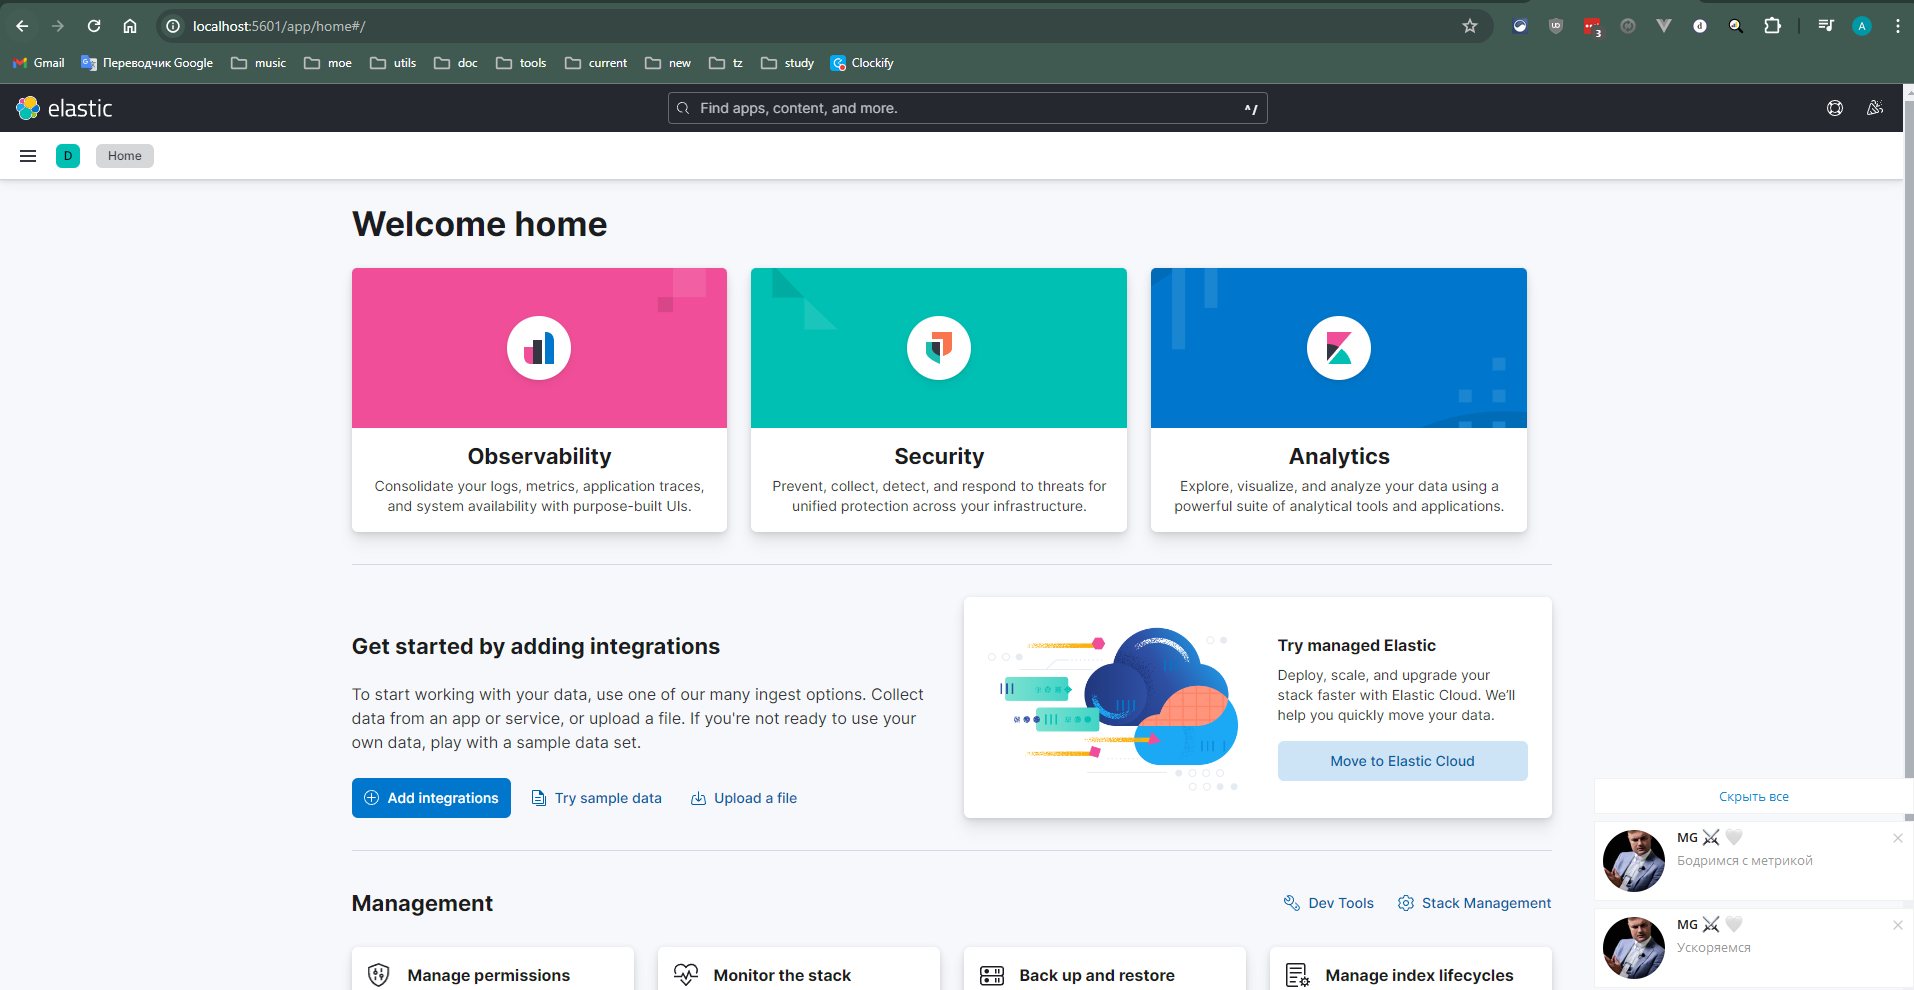 localhost:5601/app/home#/
3
A
Gmail
Переводчик Google
music
moe
utils
doc
tools
current
new
tz
study
Clockify
elastic
Find apps, content, and more.
^/
D
Home
Welcome home
Observability
Consolidate your logs, metrics, application traces,
and system availability with purpose-built UIs.
Security
Prevent, collect, detect, and respond to threats for
unified protection across your infrastructure.
Analytics
Explore, visualize, and analyze your data using a
powerful suite of analytical tools and applications.
Get started by adding integrations
To start working with your data, use one of our many ingest options. Collect
data from an app or service, or upload a file. If you're not ready to use your
own data, play with a sample data set.
Add integrations
Try sample data
Upload a file
Try managed Elastic
Deploy, scale, and upgrade your
stack faster with Elastic Cloud. We’ll
help you quickly move your data.
Move to Elastic Cloud
Скрыть все
MG ⚔️ 🤍
Бодримся с метрикой
MG ⚔️ 🤍
Ускоряемся
Management
Dev Tools
Stack Management
Manage permissions
Monitor the stack
Back up and restore
Manage index lifecycles